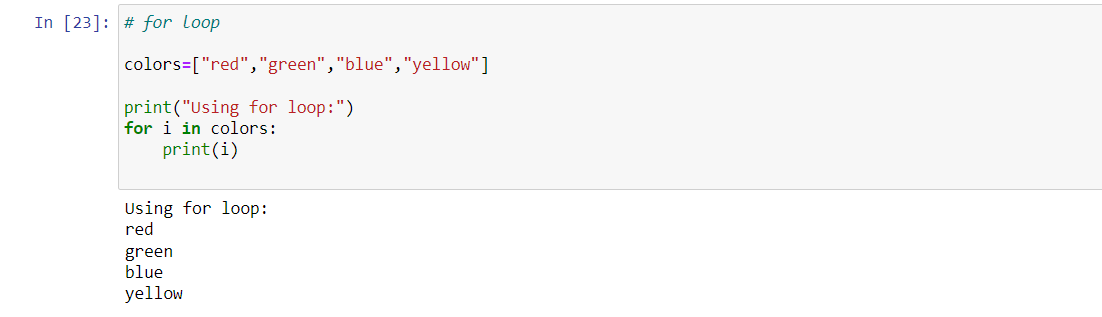 In [23]: # for loop
colors=["red","green","blue","yellow"]
print("Using for loop:")
for i in colors:
    print(i)
Using for loop:
red
green
blue
yellow